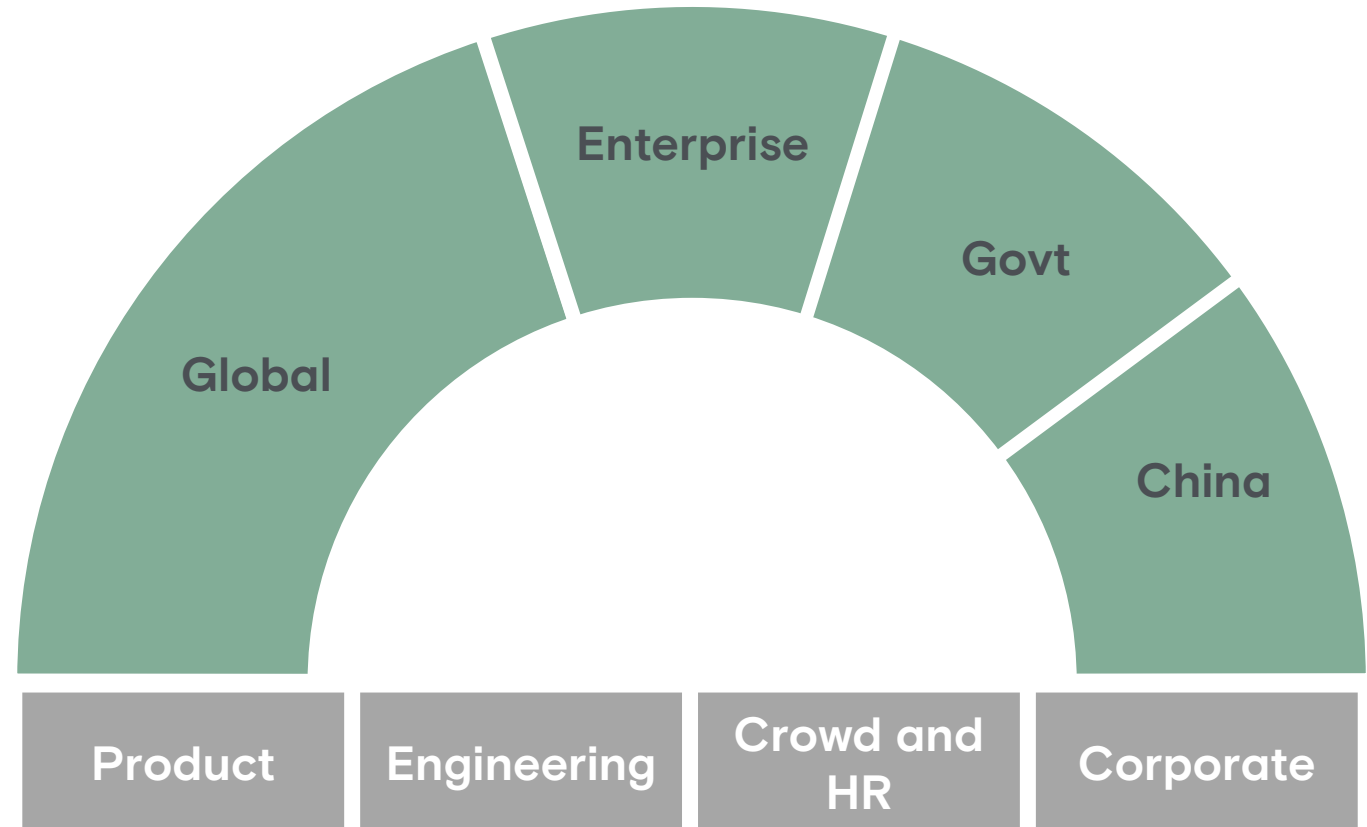 Enterprise
Govt
Global
China
Product
Engineering
Crowd and
HR
Corporate